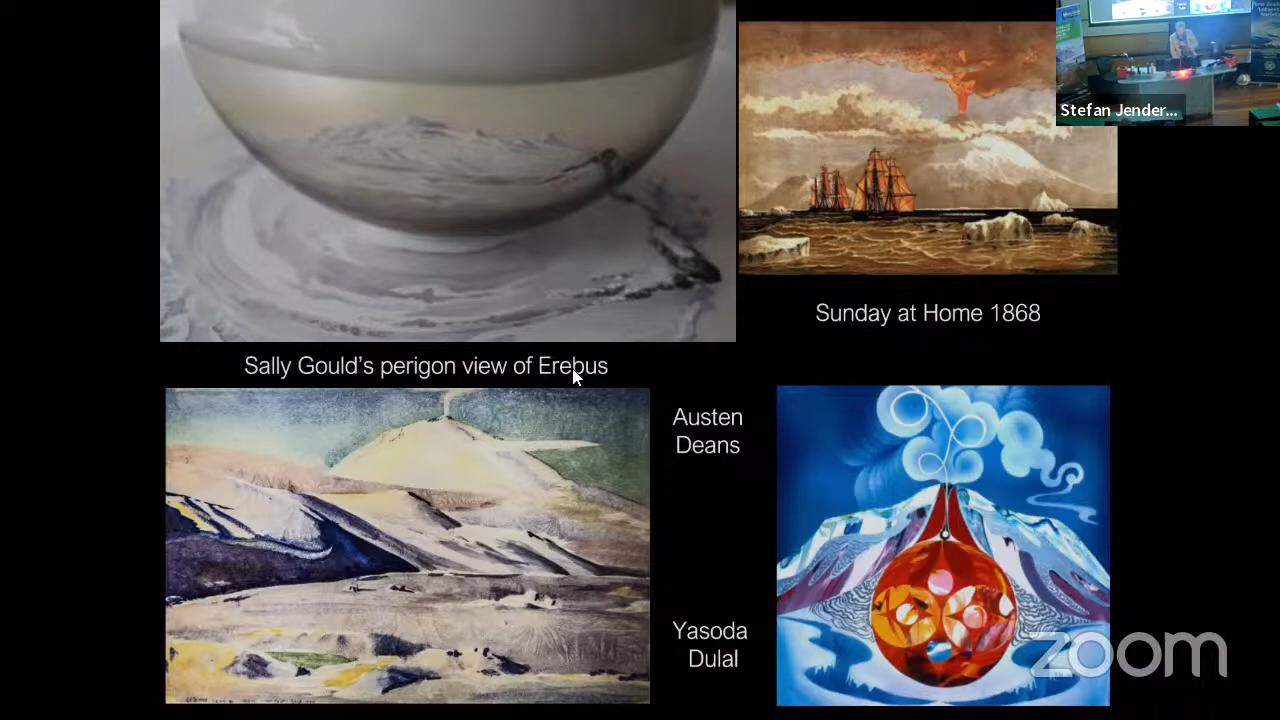 Stefan Jender...
Sunday at Home 1868
Sally Gould's perigon view of Erebus
Austen
Deans
Yasoda
Dulal
zoom